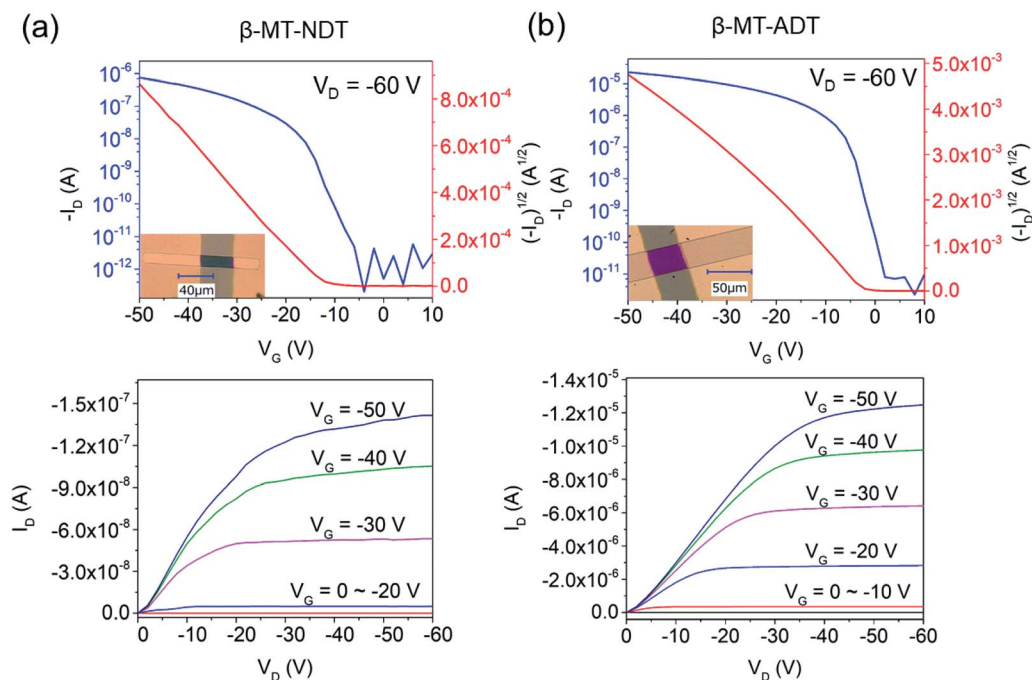 (a)
β-MT-NDT
V_D = -60 V
10⁻⁶
10⁻⁷
10⁻⁸
10⁻⁹
10⁻¹⁰
10⁻¹¹
10⁻¹²
-I_D (A)
8.0x10⁻⁴
6.0x10⁻⁴
4.0x10⁻⁴
2.0x10⁻⁴
0.0
(-I_D)^1/2 (A^1/2)
40μm
-50 -40 -30 -20 -10 0 10
V_G (V)
(b)
β-MT-ADT
V_D = -60 V
10⁻⁵
10⁻⁶
10⁻⁷
10⁻⁸
10⁻⁹
10⁻¹⁰
10⁻¹¹
-I_D (A)
5.0x10⁻³
4.0x10⁻³
3.0x10⁻³
2.0x10⁻³
1.0x10⁻³
0.0
(-I_D)^1/2 (A^1/2)
50μm
-50 -40 -30 -20 -10 0 10
V_G (V)
-1.5x10⁻⁷
-1.2x10⁻⁷
-9.0x10⁻⁸
-6.0x10⁻⁸
-3.0x10⁻⁸
0.0
I_D (A)
V_G = -50 V
V_G = -40 V
V_G = -30 V
V_G = 0 ~ -20 V
0 -10 -20 -30 -40 -50 -60
V_D (V)
-1.4x10⁻⁵
-1.2x10⁻⁵
-1.0x10⁻⁵
-8.0x10⁻⁶
-6.0x10⁻⁶
-4.0x10⁻⁶
-2.0x10⁻⁶
0.0
I_D (A)
V_G = -50 V
V_G = -40 V
V_G = -30 V
V_G = -20 V
V_G = 0 ~ -10 V
0 -10 -20 -30 -40 -50 -60
V_D (V)